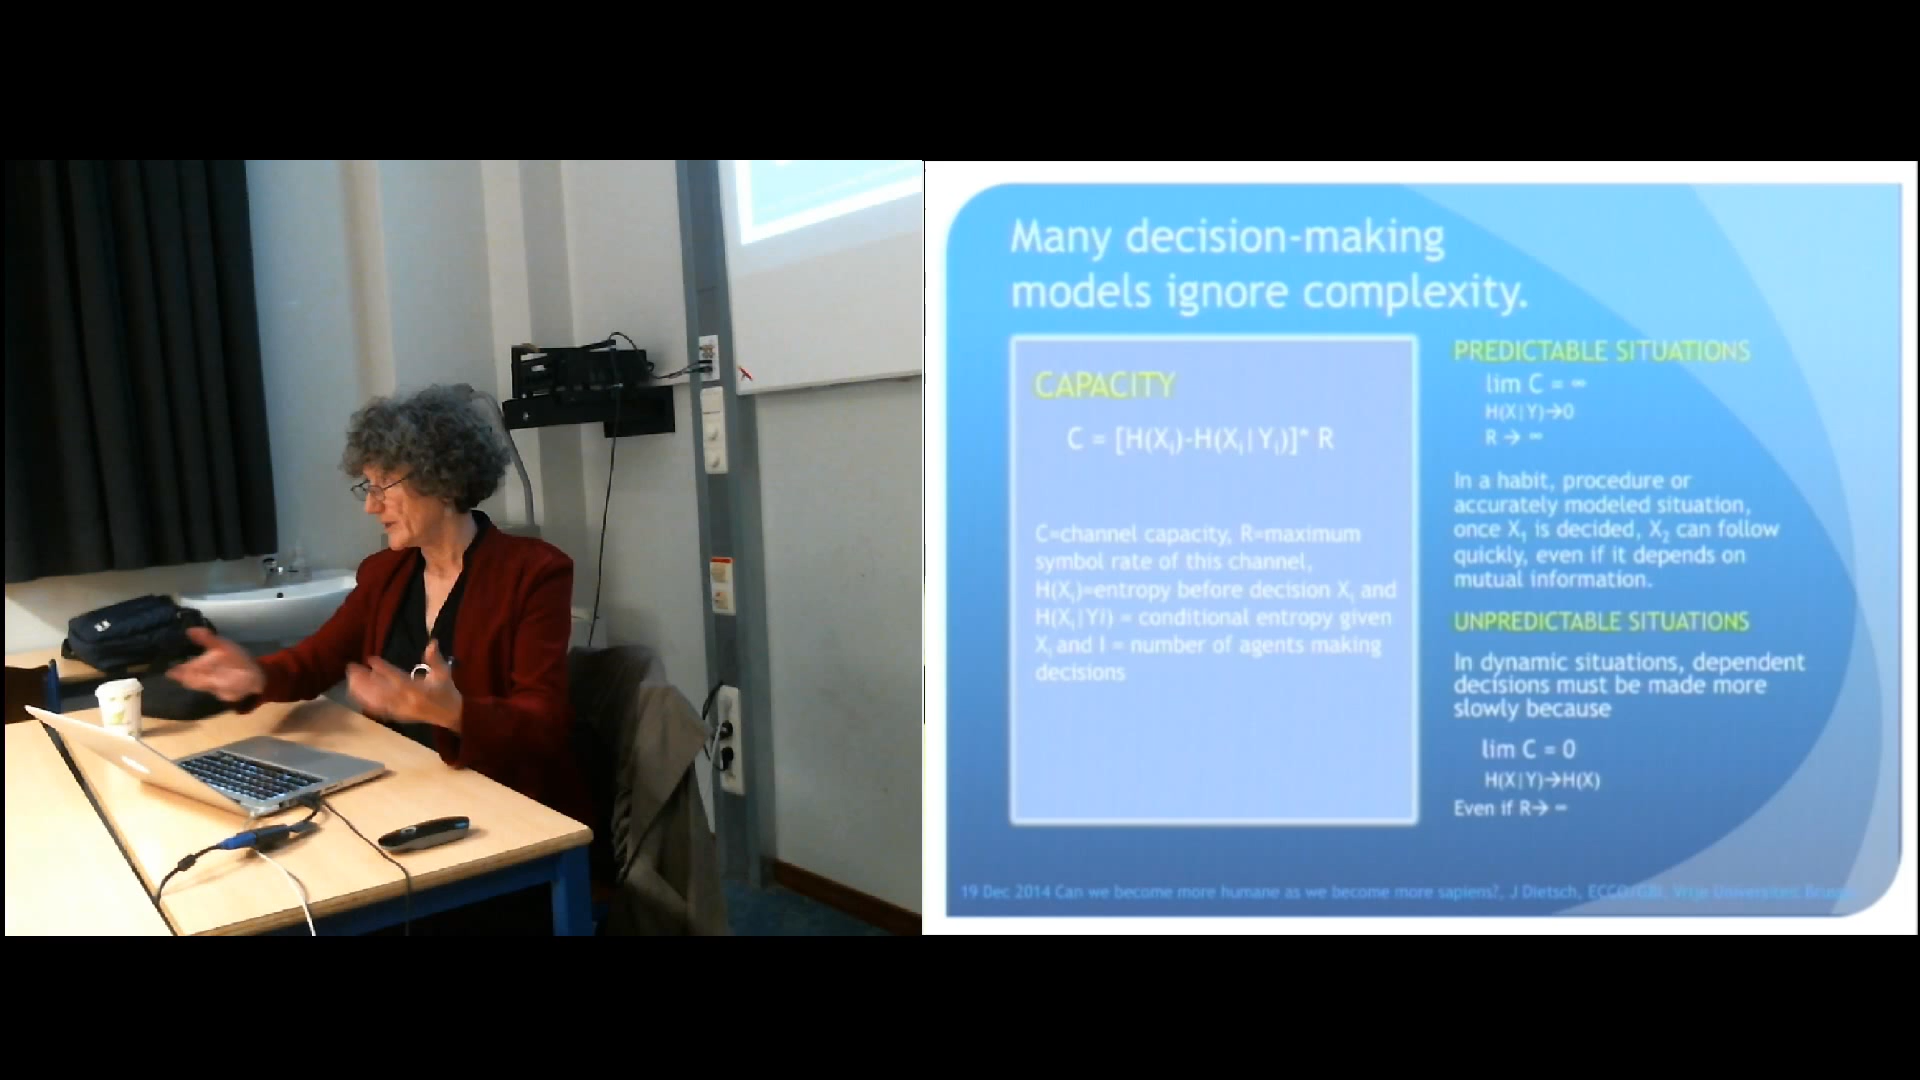 Many decision-making
models ignore complexity.
CAPACITY
C = [H(Xᵢ)-H(Xᵢ|Yᵢ)]* R
C=channel capacity, R=maximum
symbol rate of this channel,
H(Xᵢ)=entropy before decision Xᵢ and
H(Xᵢ|Yi) = conditional entropy given
Xᵢ and I = number of agents making
decisions
PREDICTABLE SITUATIONS
lim C = ∞
H(X|Y)→0
R → ∞
In a habit, procedure or
accurately modeled situation,
once X₁ is decided, X₂ can follow
quickly, even if it depends on
mutual information.
UNPREDICTABLE SITUATIONS
In dynamic situations, dependent
decisions must be made more
slowly because
lim C = 0
H(X|Y)→H(X)
Even if R→ ∞
19 Dec 2014 Can we become more humane as we become more sapiens?, J Dietsch, ECCO/GBI, Vrije Universiteit